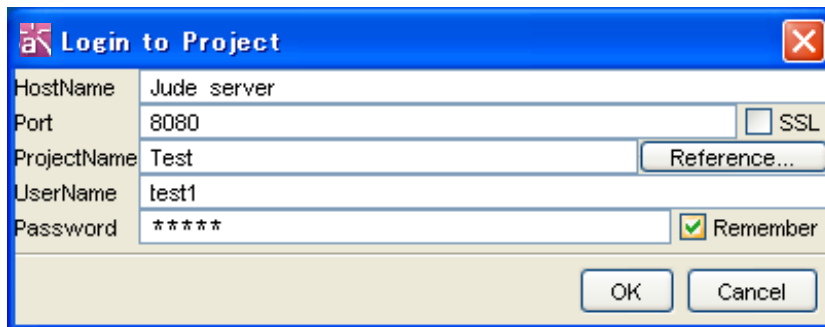 Login to Project
HostName Jude server
Port 8080 SSL
ProjectName Test Reference...
UserName test1
Password ***** Remember
OK Cancel